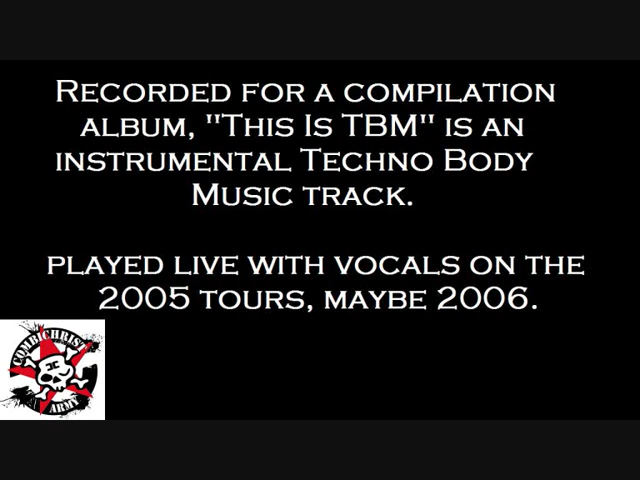 Recorded for a compilation
album, "This Is TBM" is an
instrumental Techno Body
Music track.
played live with vocals on the
2005 tours, maybe 2006.
COMBICHRIST
ARMY